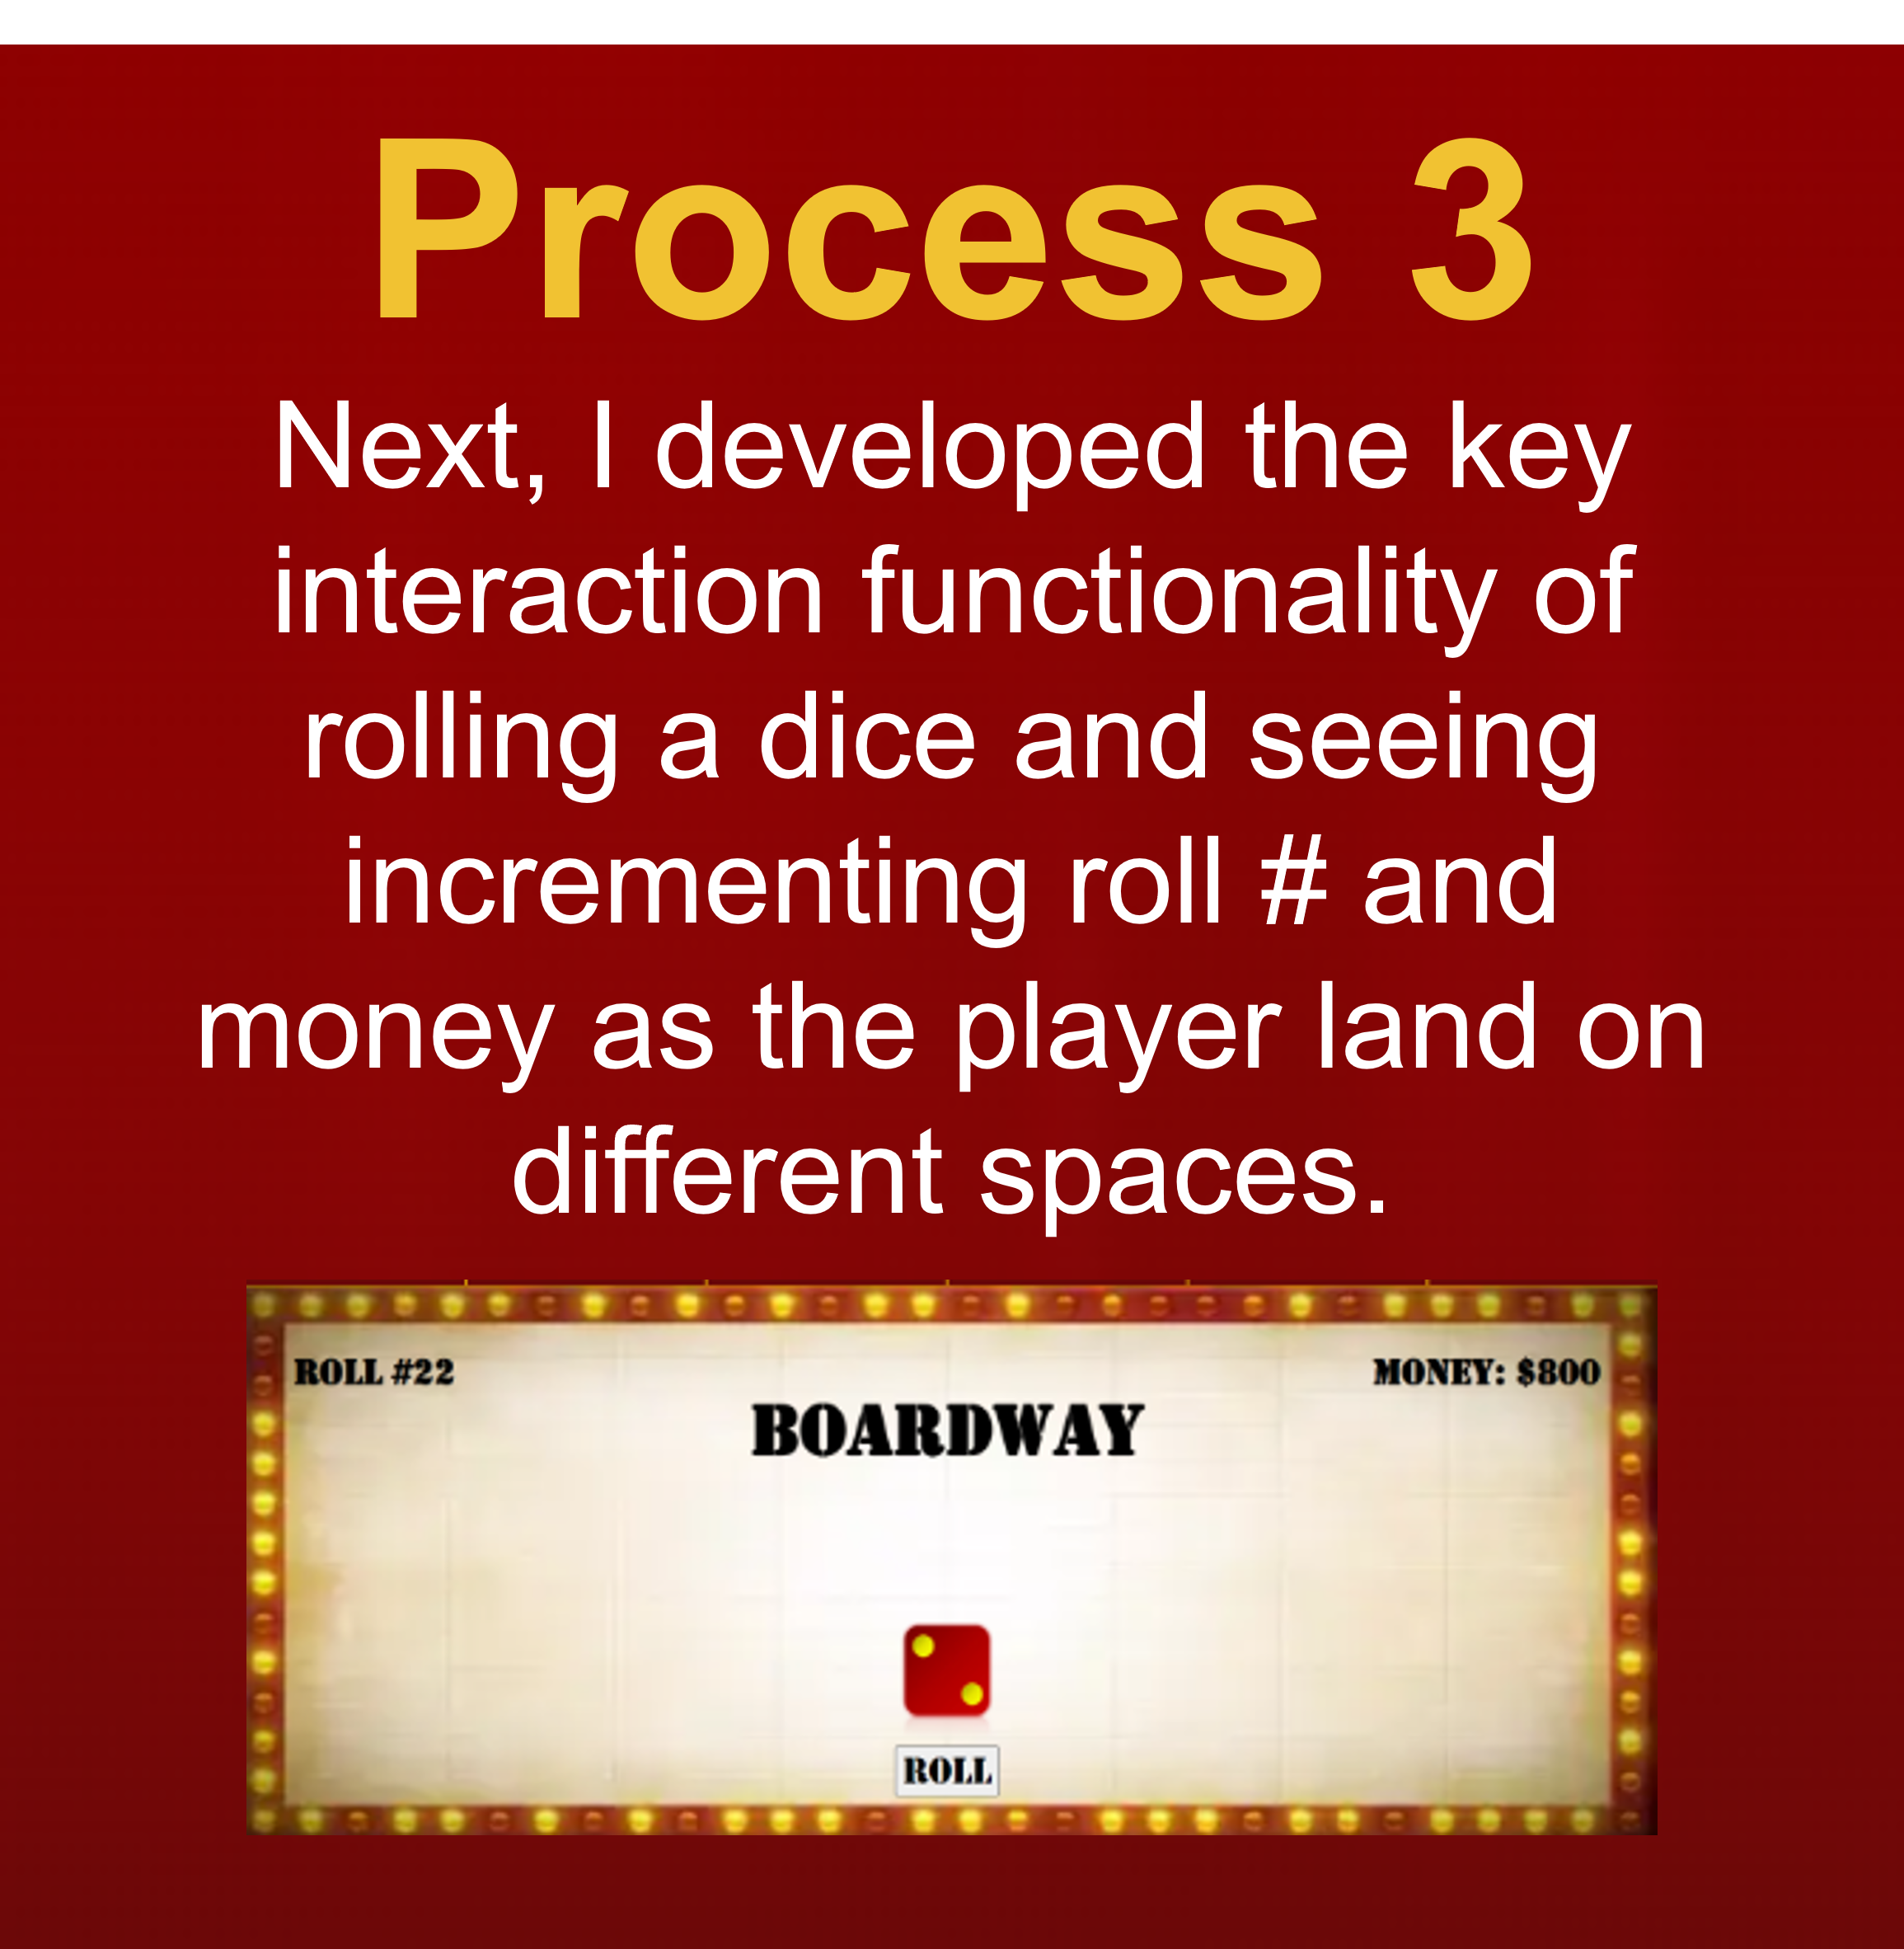 Process 3
Next, I developed the key
interaction functionality of
rolling a dice and seeing
incrementing roll # and
money as the player land on
different spaces.
ROLL #22
MONEY: $800
BOARDWAY
ROLL